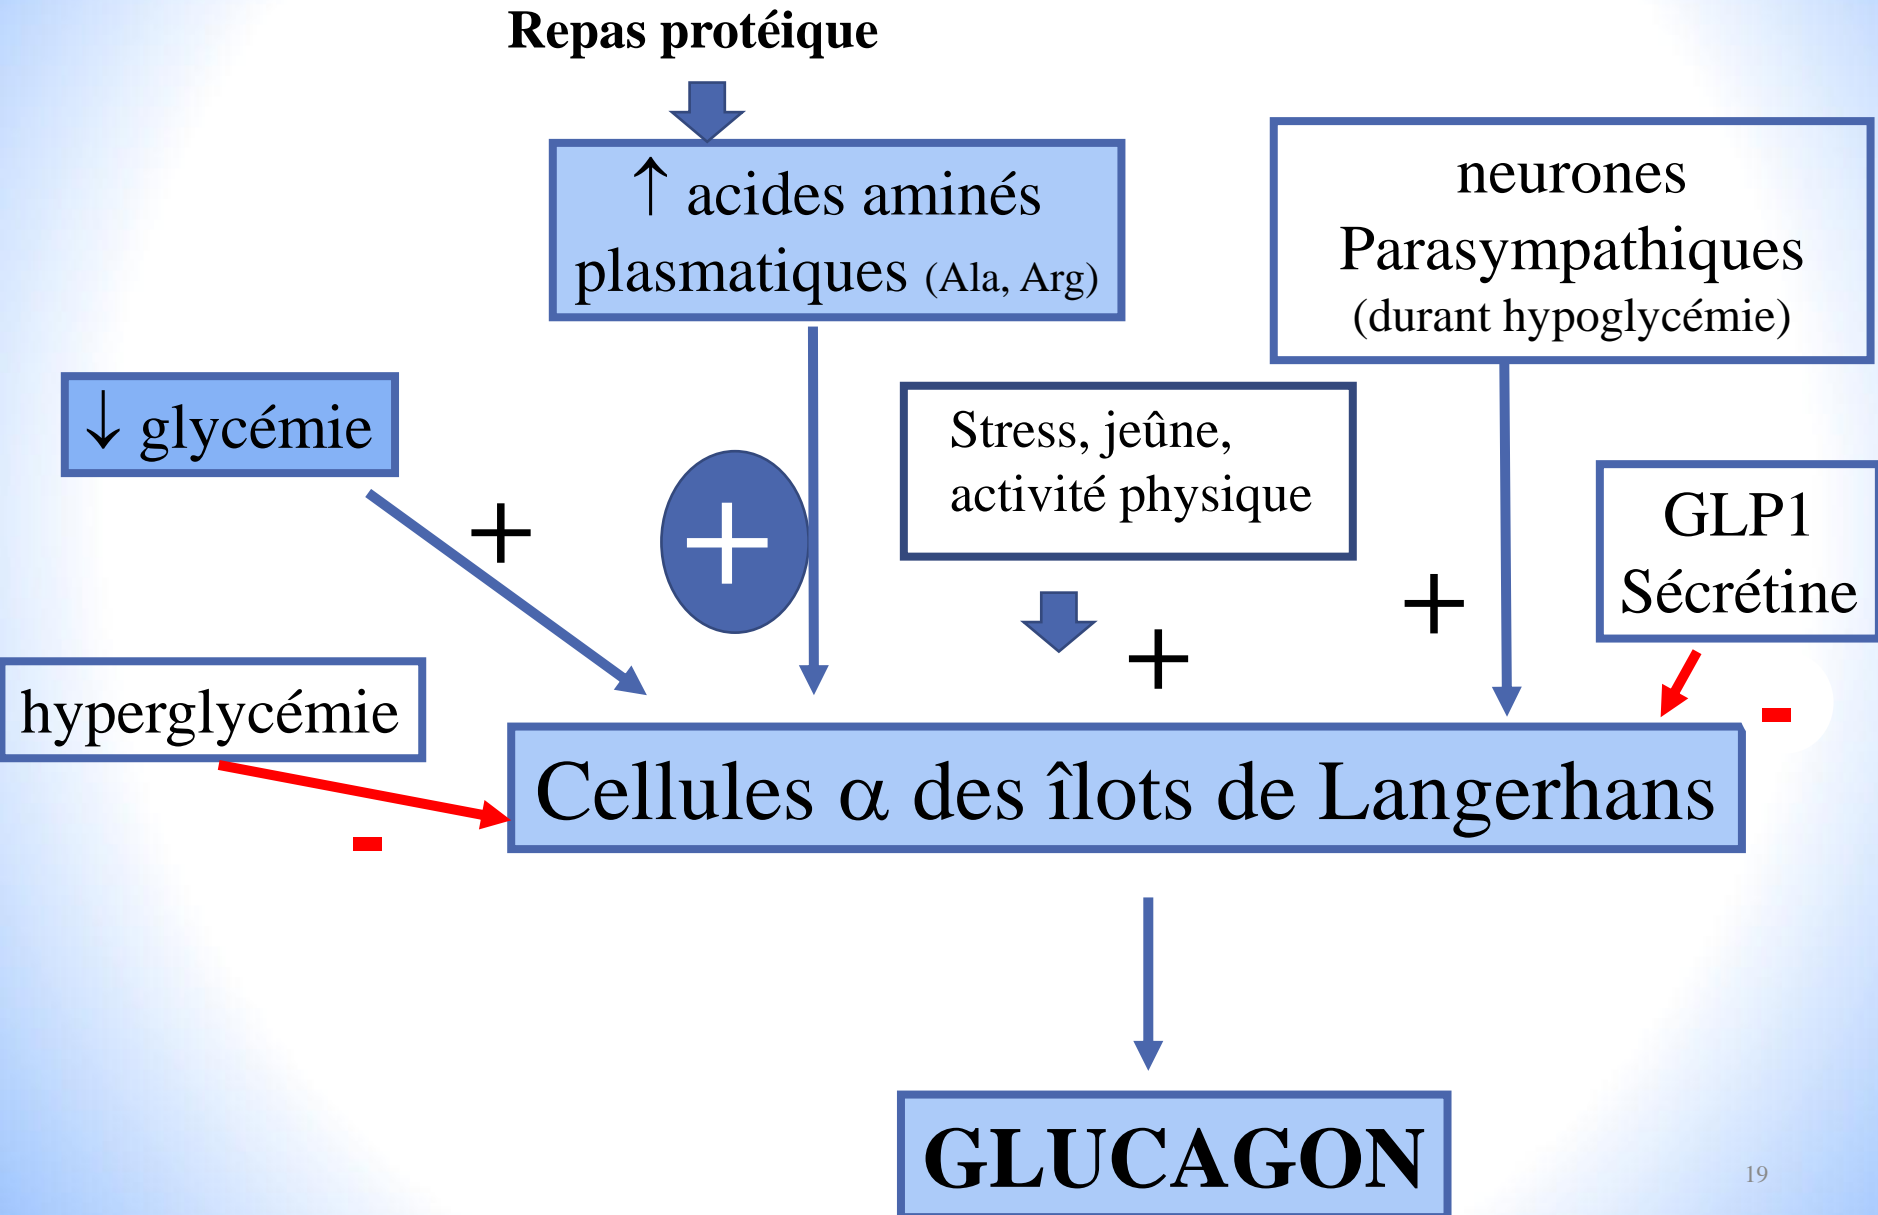 Repas protéique
↑ acides aminés
plasmatiques (Ala, Arg)
neurones
Parasympathiques
(durant hypoglycémie)
↓ glycémie
Stress, jeûne,
activité physique
GLP1
Sécrétine
+
+
+
+
hyperglycémie
-
-
Cellules α des îlots de Langerhans
GLUCAGON
19